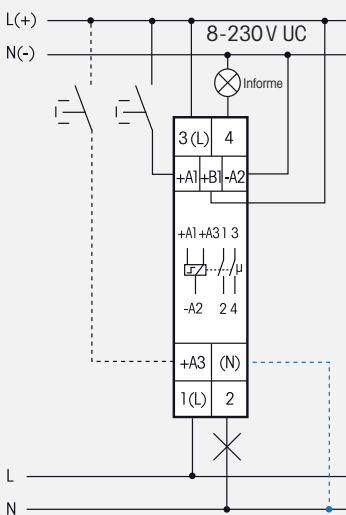 L(+)
8-230V UC
N(-)
Informe
3(L) 4
+A1 +B1 -A2
+A1 +A3 1 3
μ
-A2 2 4
+A3 (N)
1(L) 2
L
N